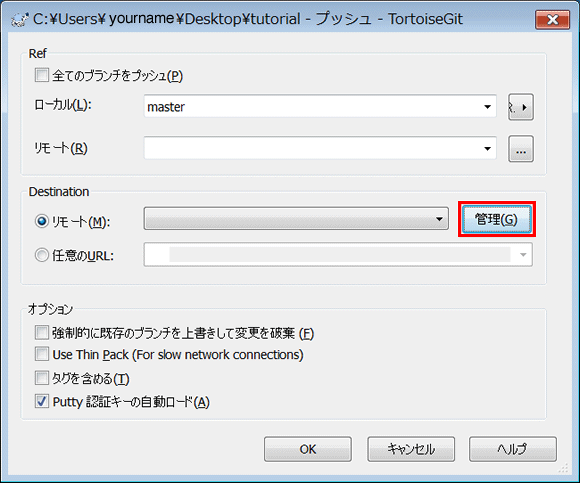 C:¥Users¥yourname¥Desktop¥tutorial - プッシュ - TortoiseGit
Ref
全てのブランチをプッシュ(P)
ローカル(L): master
リモート(R) ...
Destination
リモート(M): 管理(G)
任意のURL:
オプション
強制的に既存のブランチを上書きして変更を破棄 (F)
Use Thin Pack (For slow network connections)
タグを含める(T)
Putty 認証キーの自動ロード(A)
OK キャンセル ヘルプ